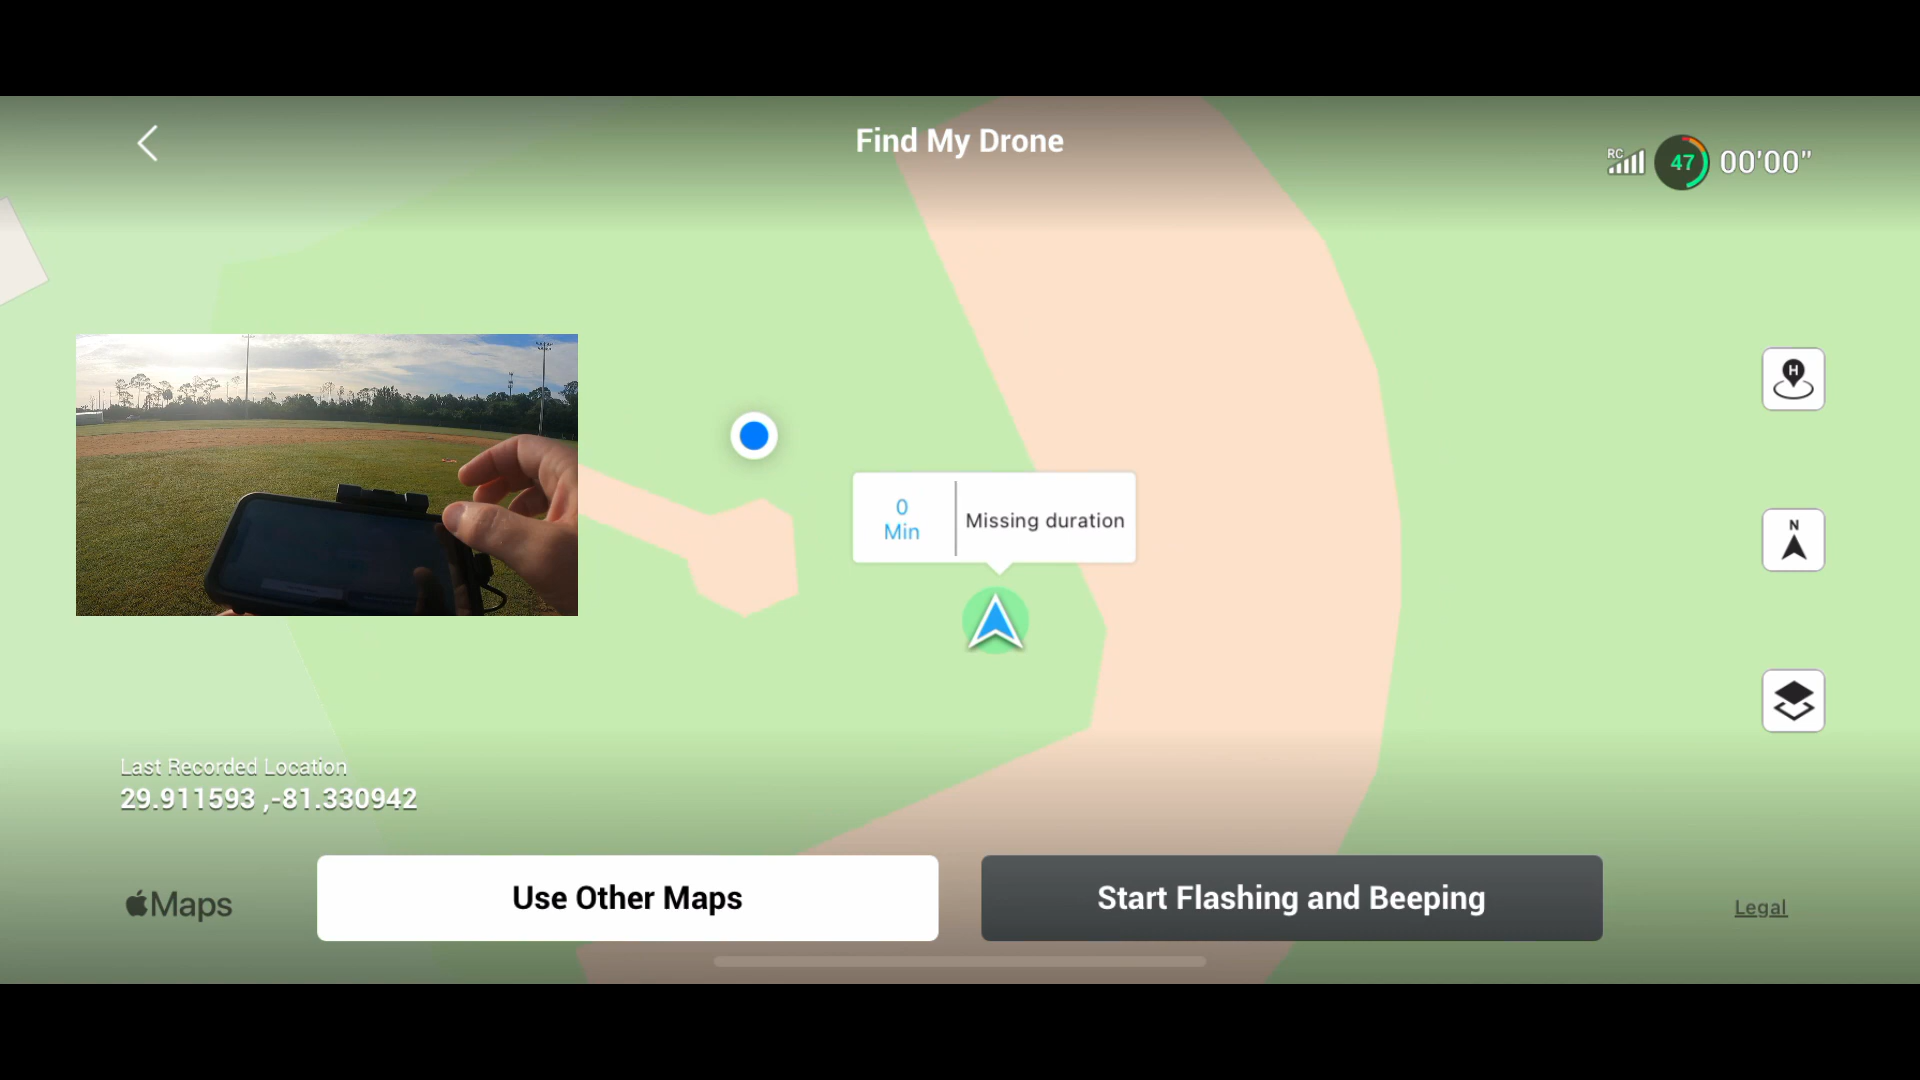 Find My Drone
RC
47
00'00"
H
0
Min
Missing duration
N
Last Recorded Location
29.911593 ,-81.330942
Maps
Use Other Maps
Start Flashing and Beeping
Legal